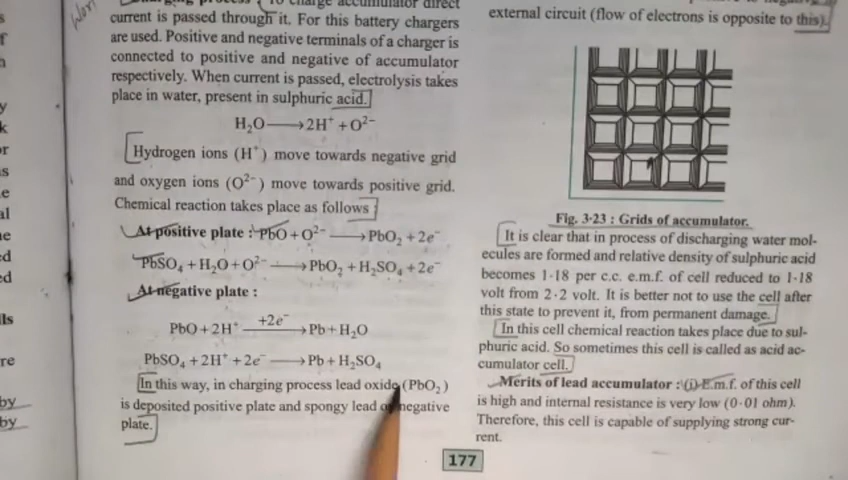 To charge accumulator direct
current is passed through it. For this battery chargers
are used. Positive and negative terminals of a charger is
connected to positive and negative of accumulator
respectively. When current is passed, electrolysis takes
place in water, present in sulphuric acid.
H₂O⟶2H⁺+O²⁻
Hydrogen ions (H⁺) move towards negative grid
and oxygen ions (O²⁻) move towards positive grid.
Chemical reaction takes place as follows :
At positive plate : PbO+O²⁻ ⟶PbO₂+2e⁻
PbSO₄+H₂O+O²⁻⟶PbO₂+H₂SO₄+2e⁻
At negative plate :
PbO+2H⁺ +2e⁻⟶Pb+H₂O
PbSO₄+2H⁺ +2e⁻⟶Pb+H₂SO₄
In this way, in charging process lead oxide (PbO₂)
is deposited positive plate and spongy lead negative
plate.
external circuit (flow of electrons is opposite to this).
Fig. 3·23 : Grids of accumulator.
It is clear that in process of discharging water mol-
ecules are formed and relative density of sulphuric acid
becomes 1·18 per c.c. e.m.f. of cell reduced to 1·18
volt from 2·2 volt. It is better not to use the cell after
this state to prevent it, from permanent damage.
In this cell chemical reaction takes place due to sul-
phuric acid. So sometimes this cell is called as acid ac-
cumulator cell.
Merits of lead accumulator : (i) E.m.f. of this cell
is high and internal resistance is very low (0·01 ohm).
Therefore, this cell is capable of supplying strong cur-
rent.
177